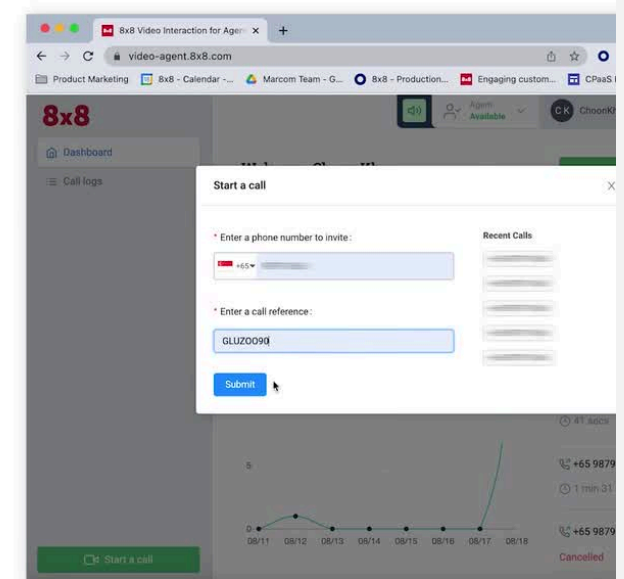 8x8 Video Interaction for Agen
video-agent.8x8.com
Product Marketing
8x8 - Calendar -...
Marcom Team - G...
8x8 - Production...
Engaging custom...
CPaaS
8x8
Agent
Available
CK
ChoonKh
Dashboard
Call logs
Start a call
* Enter a phone number to invite:
Recent Calls
+65
* Enter a call reference:
GLUZOO90
Submit
41 secs
5
+65 9879
1 min 31
0
08/11 08/12 08/13 08/14 08/15 08/16 08/17 08/18
+65 9879
Cancelled
Start a call